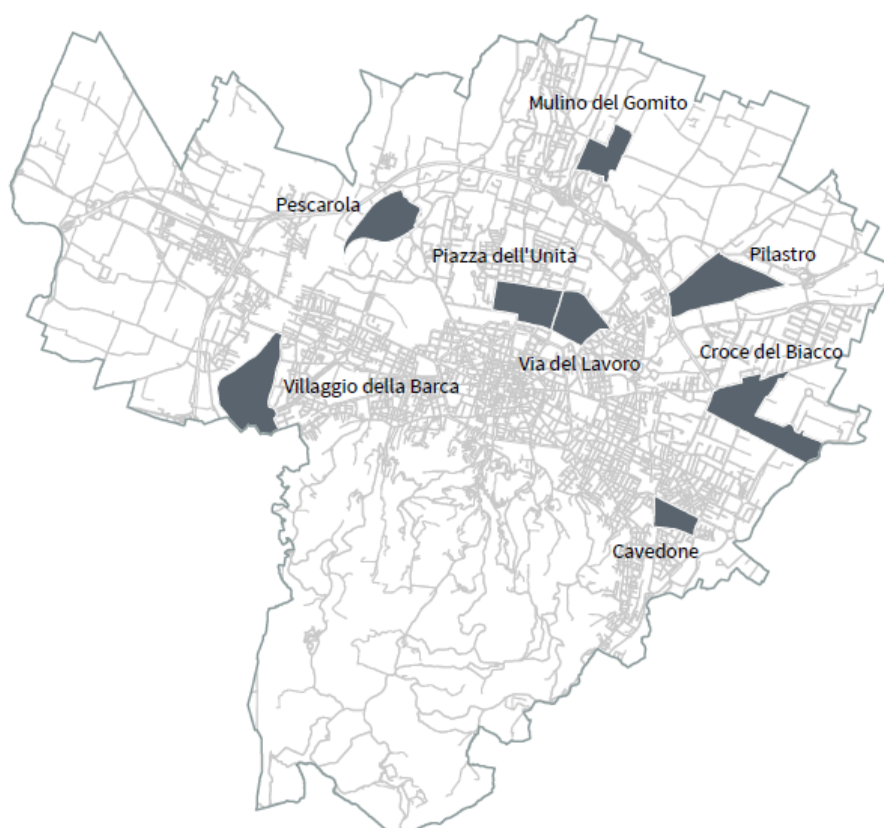 Mulino del Gomito
Pescarola
Piazza dell'Unità
Pilastro
Croce del Biacco
Via del Lavoro
Villaggio della Barca
Cavedone